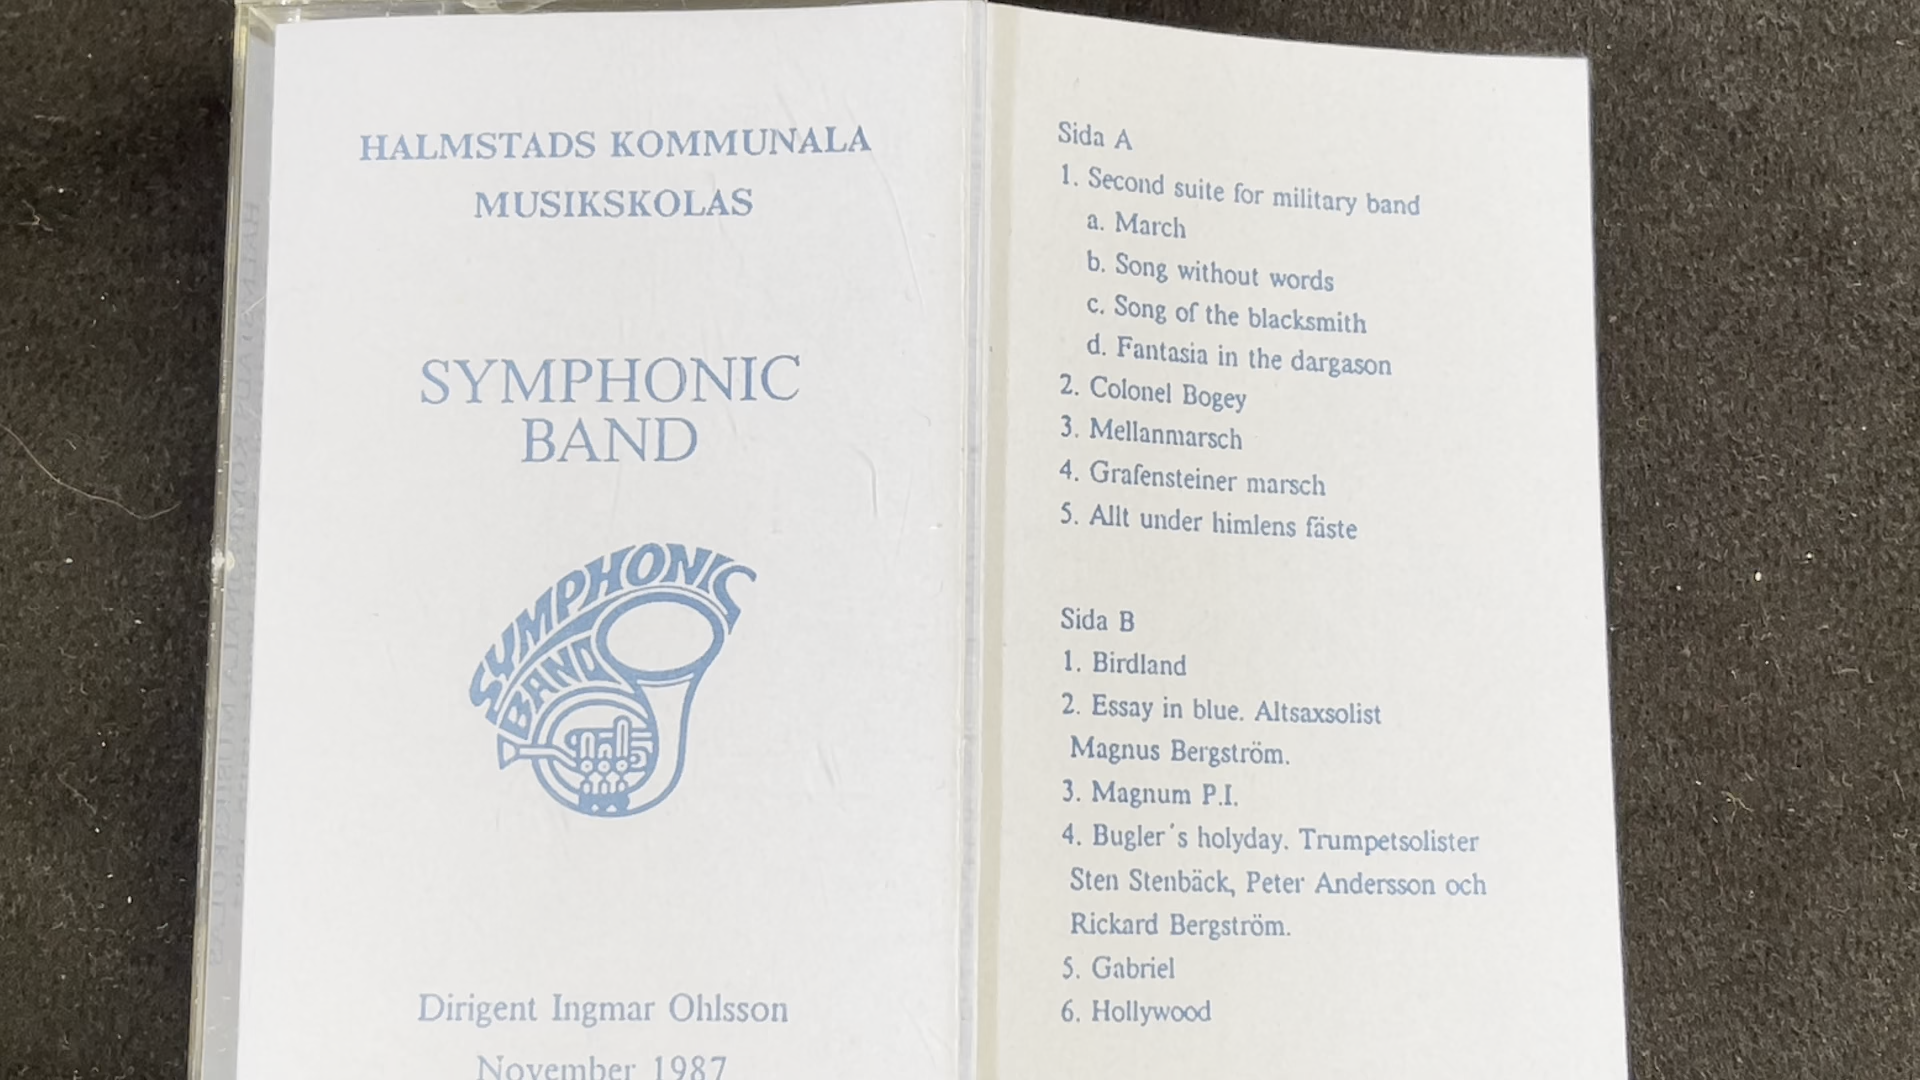 HALMSTADS KOMMUNALA
MUSIKSKOLAS
SYMPHONIC
BAND
SYMPHONIC
BAND
Dirigent Ingmar Ohlsson
November 1987
Sida A
1. Second suite for military band
a. March
b. Song without words
c. Song of the blacksmith
d. Fantasia in the dargason
2. Colonel Bogey
3. Mellanmarsch
4. Grafensteiner marsch
5. Allt under himlens fäste
Sida B
1. Birdland
2. Essay in blue. Altsaxsolist
Magnus Bergström.
3. Magnum P.I.
4. Bugler´s holyday. Trumpetsolister
Sten Stenbäck, Peter Andersson och
Rickard Bergström.
5. Gabriel
6. Hollywood